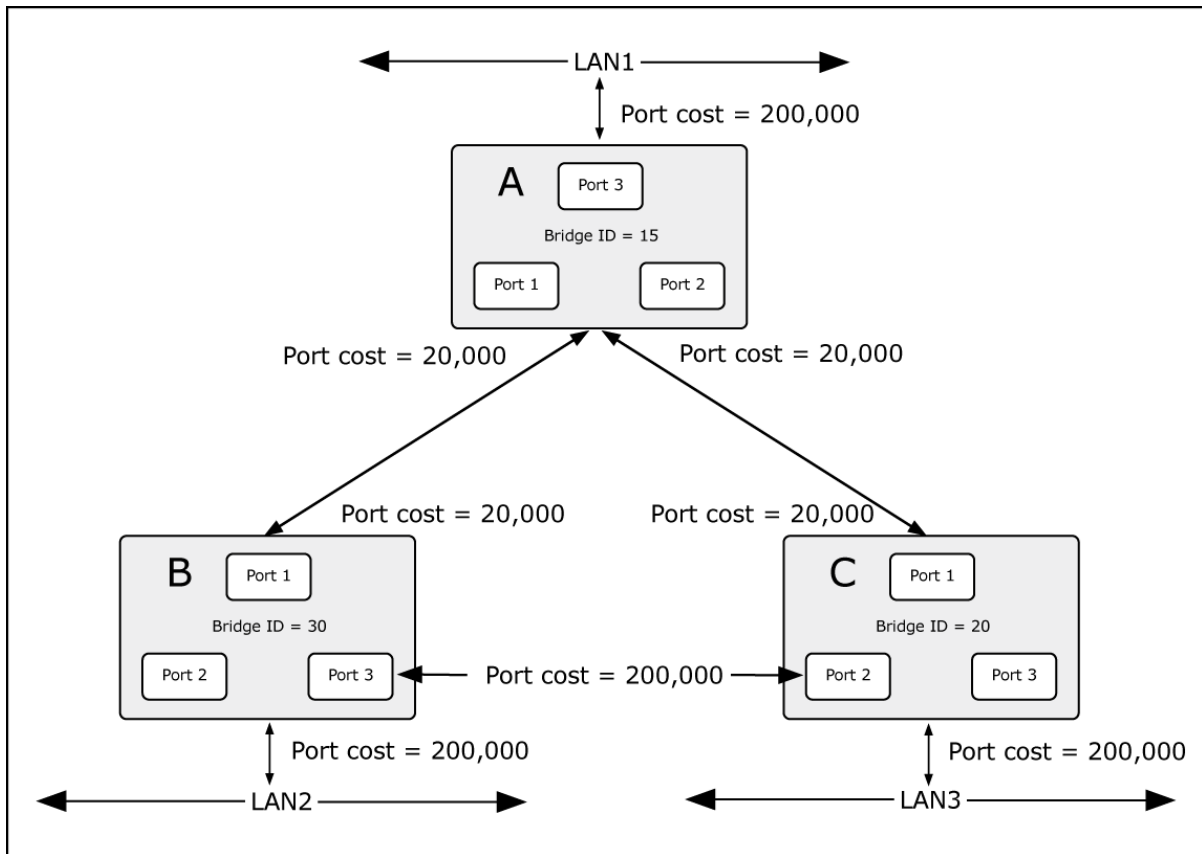 LAN1
Port cost = 200,000
A
Port 3
Bridge ID = 15
Port 1
Port 2
Port cost = 20,000
Port cost = 20,000
Port cost = 20,000
Port cost = 20,000
B
Port 1
Bridge ID = 30
Port 2
Port 3
Port cost = 200,000
C
Port 1
Bridge ID = 20
Port 2
Port 3
Port cost = 200,000
LAN2
Port cost = 200,000
LAN3